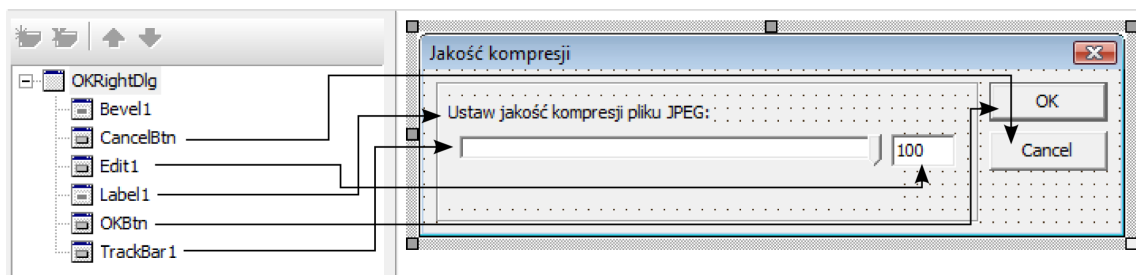 OKRightDlg
Bevel1
CancelBtn
Edit1
Label1
OKBtn
TrackBar1
Jakość kompresji
Ustaw jakość kompresji pliku JPEG:
100
OK
Cancel